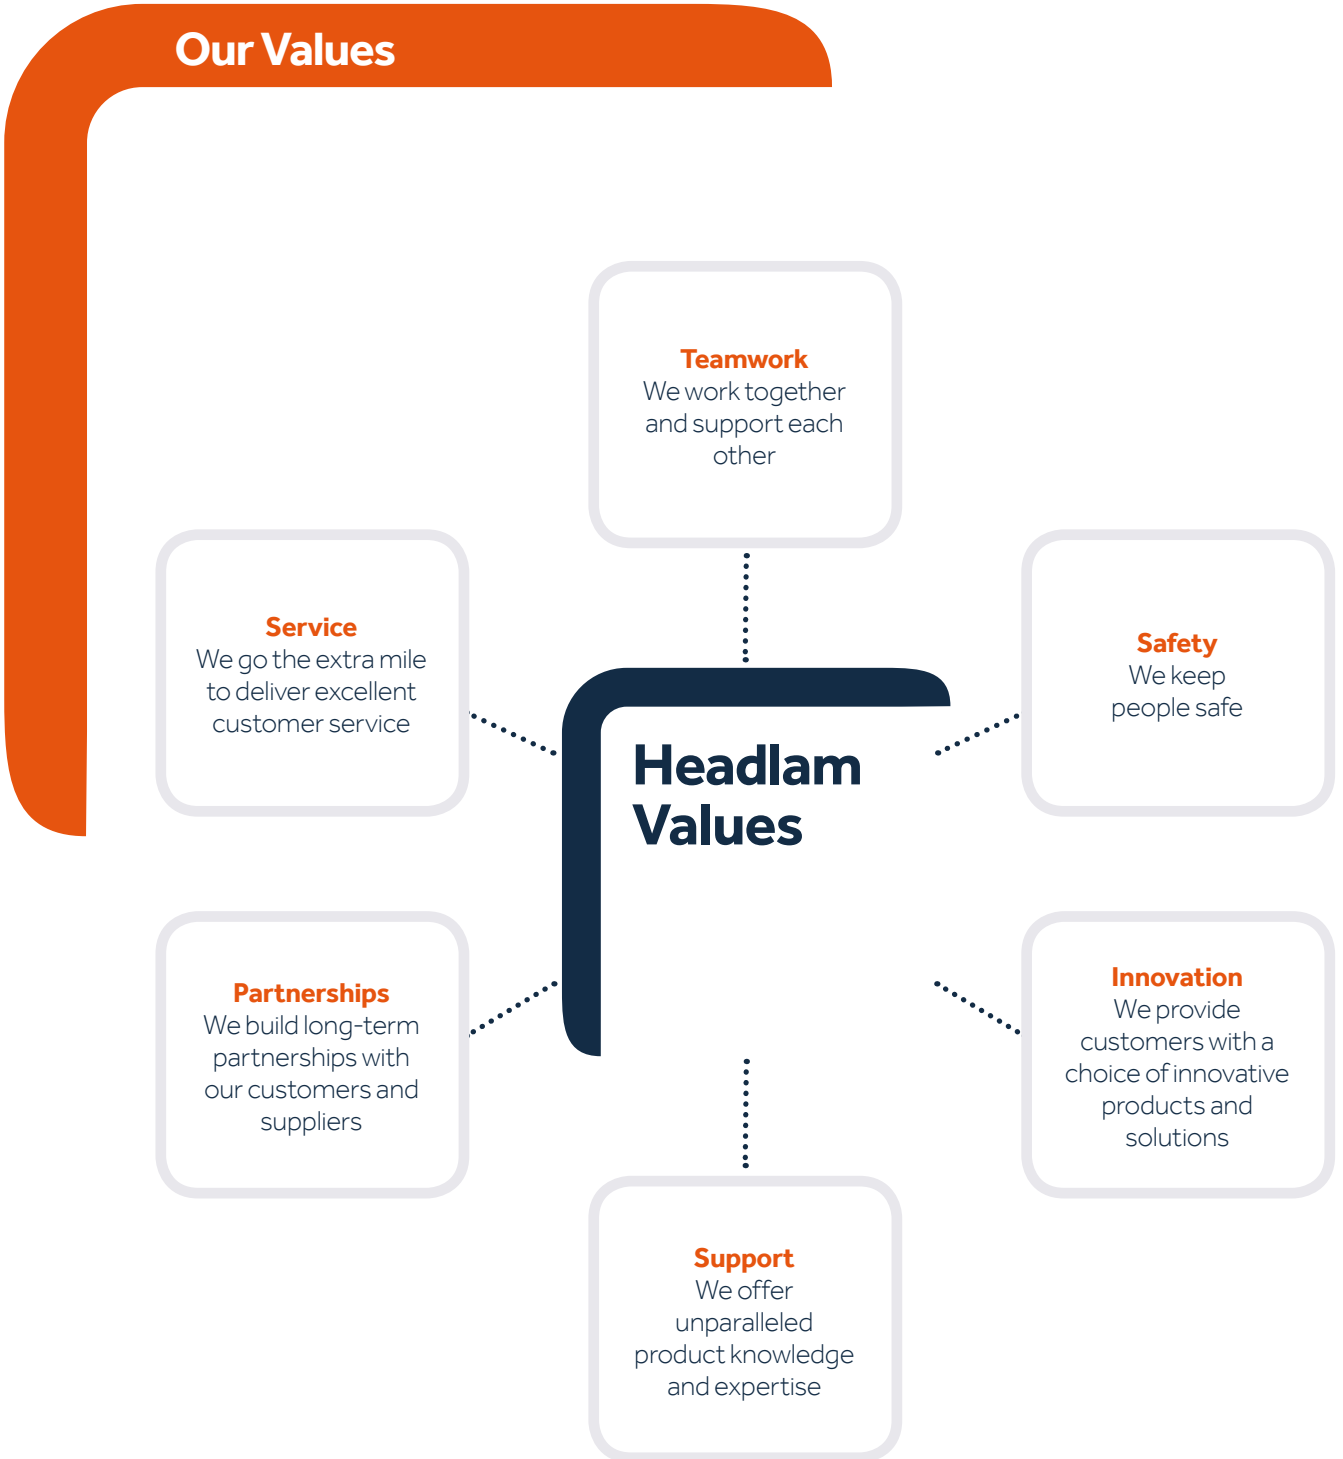 Our Values
Teamwork
We work together
and support each
other
Service
We go the extra mile
to deliver excellent
customer service
Safety
We keep
people safe
Headlam
Values
Partnerships
We build long-term
partnerships with
our customers and
suppliers
Innovation
We provide
customers with a
choice of innovative
products and
solutions
Support
We offer
unparalleled
product knowledge
and expertise